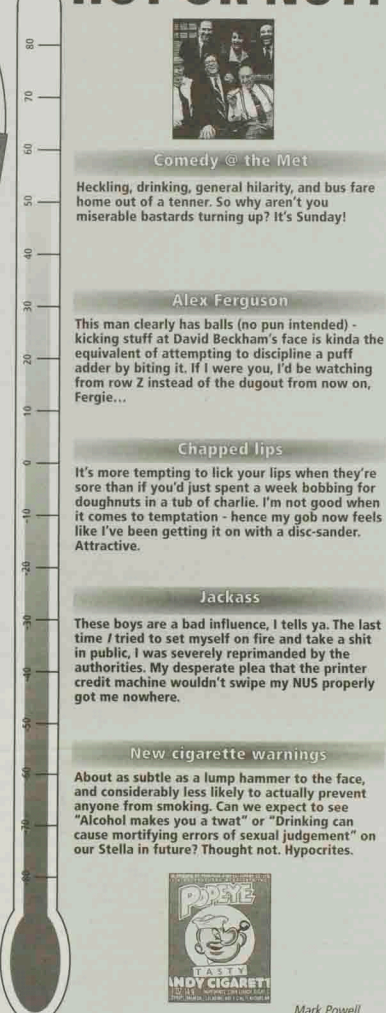 HOT OR NOT?
80
70
60
50
40
30
20
10
0
-10
-20
-30
-40
-50
-60
-70
-80
Comedy @ the Met
Heckling, drinking, general hilarity, and bus fare
home out of a tenner. So why aren't you
miserable bastards turning up? It's Sunday!
Alex Ferguson
This man clearly has balls (no pun intended) -
kicking stuff at David Beckham's face is kinda the
equivalent of attempting to discipline a puff
adder by biting it. If I were you, I'd be watching
from row Z instead of the dugout from now on,
Fergie...
Chapped lips
It's more tempting to lick your lips when they're
sore than if you'd just spent a week bobbing for
doughnuts in a tub of charlie. I'm not good when
it comes to temptation - hence my gob now feels
like I've been getting it on with a disc-sander.
Attractive.
Jackass
These boys are a bad influence, I tells ya. The last
time I tried to set myself on fire and take a shit
in public, I was severely reprimanded by the
authorities. My desperate plea that the printer
credit machine wouldn't swipe my NUS properly
got me nowhere.
New cigarette warnings
About as subtle as a lump hammer to the face,
and considerably less likely to actually prevent
anyone from smoking. Can we expect to see
"Alcohol makes you a twat" or "Drinking can
cause mortifying errors of sexual judgement" on
our Stella in future? Thought not. Hypocrites.
POPEYE
TASTY
ANDY CIGARETT
Mark Powell